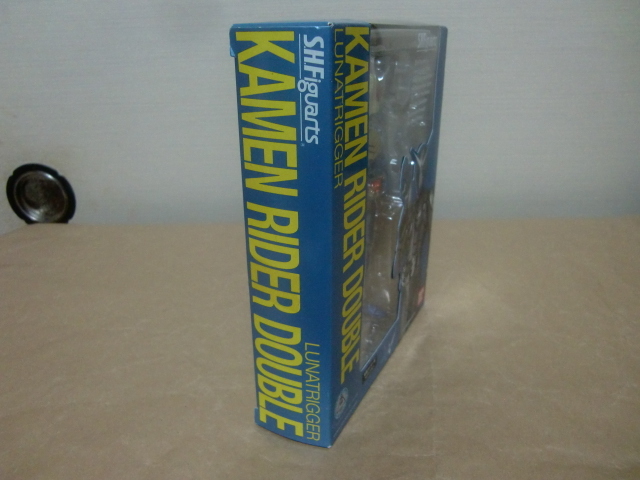 S.H.Figuarts
KAMEN RIDER DOUBLE
LUNATRIGGER
KAMEN RIDER DOUBLE
LUNATRIGGER